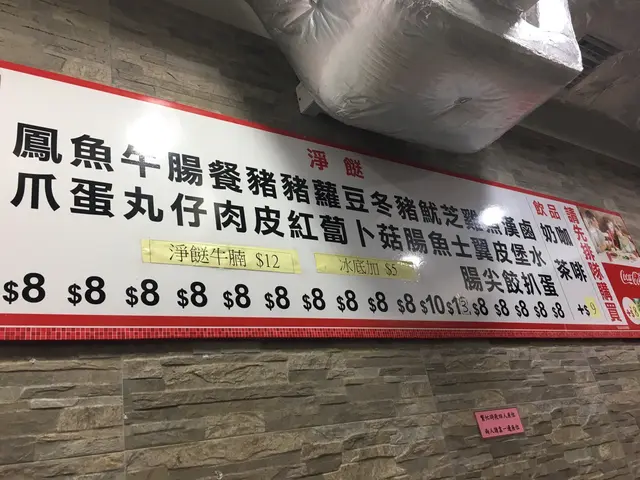 淨餸
鳳爪
魚蛋
牛丸
腸仔
餐肉
豬皮
豬紅
蘿蔔
豆卜
冬菇
豬腸
魷魚
芝士腸
雞翼尖
魚皮餃
漢堡扒
滷水蛋
飲品
奶茶
咖啡
請先排隊購買
淨餸牛腩 $12
冰底加 $5
$8 $8 $8 $8 $8 $8 $8 $8 $8 $8 $10 $13 $8 $8 $8 $8 $8
+$9